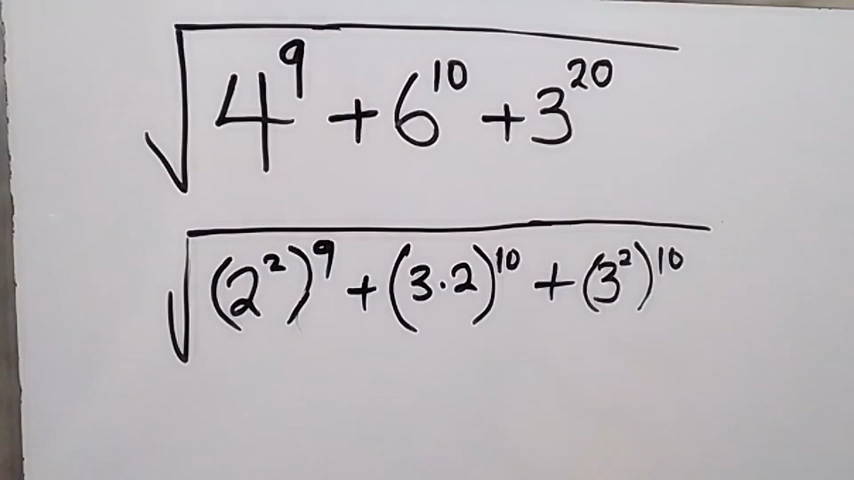 √(4⁹ + 6¹⁰ + 3²⁰)
√((2²)⁹ + (3·2)¹⁰ + (3²)¹⁰)